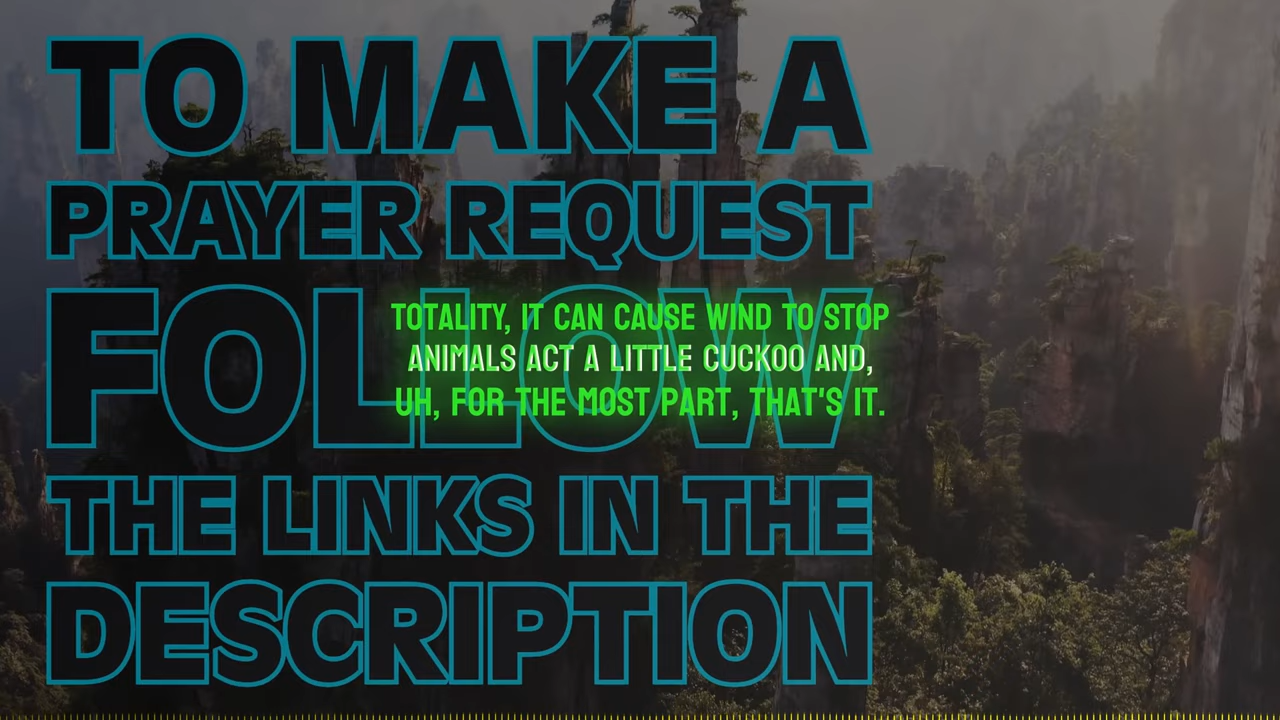 TO MAKE A
PRAYER REQUEST
FOLLOW
THE LINKS IN THE
DESCRIPTION
TOTALITY, IT CAN CAUSE WIND TO STOP
ANIMALS ACT A LITTLE CUCKOO AND,
UH, FOR THE MOST PART, THAT'S IT.